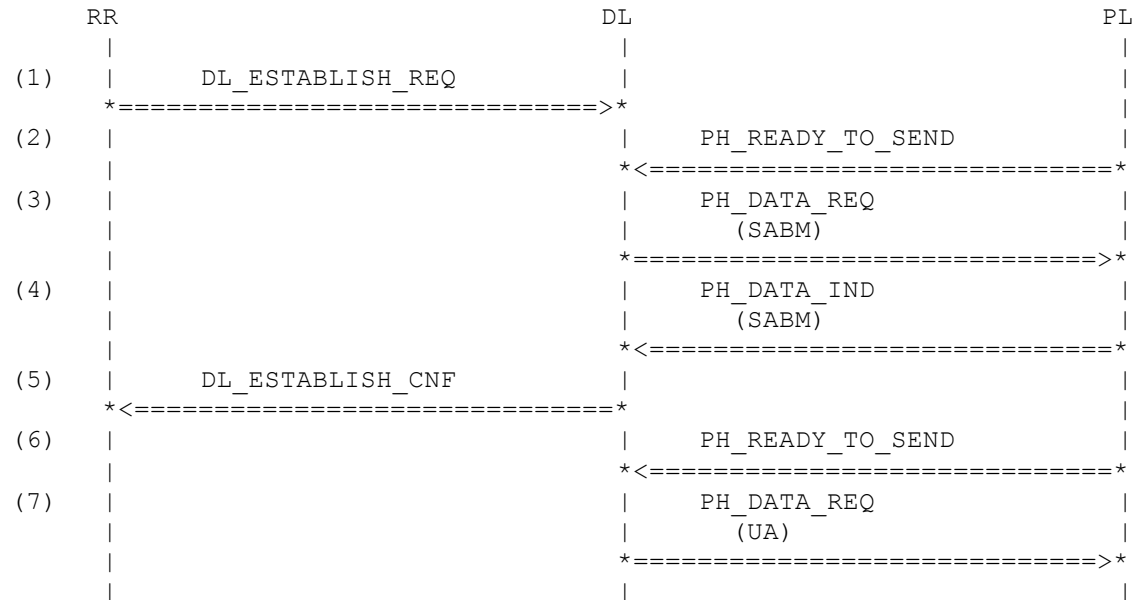 RR DL PL
(1) DL_ESTABLISH_REQ
(2) PH_READY_TO_SEND
(3) PH_DATA_REQ
(SABM)
(4) PH_DATA_IND
(SABM)
(5) DL_ESTABLISH_CNF
(6) PH_READY_TO_SEND
(7) PH_DATA_REQ
(UA)